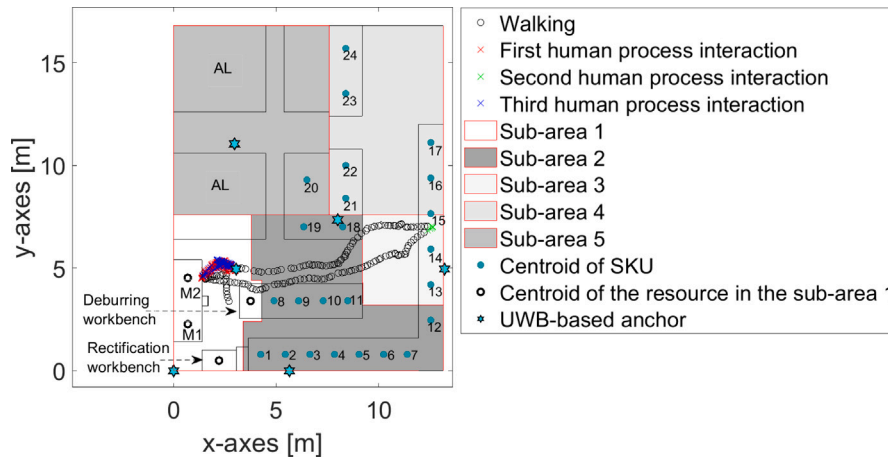 15
10
5
0
y-axes [m]
0
5
10
x-axes [m]
AL
AL
24
23
22
21
20
19
18
17
16
15
14
13
12
M2
M1
8
9
10
11
1
2
3
4
5
6
7
Deburring
workbench
Rectification
workbench
Walking
First human process interaction
Second human process interaction
Third human process interaction
Sub-area 1
Sub-area 2
Sub-area 3
Sub-area 4
Sub-area 5
Centroid of SKU
Centroid of the resource in the sub-area 1
UWB-based anchor